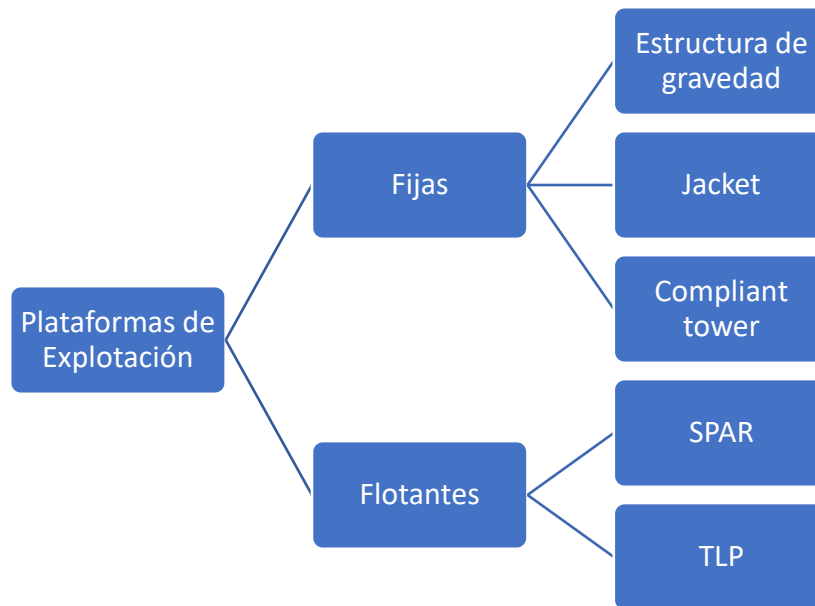 Plataformas de
Explotación
Fijas
Estructura de
gravedad
Jacket
Compliant
tower
Flotantes
SPAR
TLP